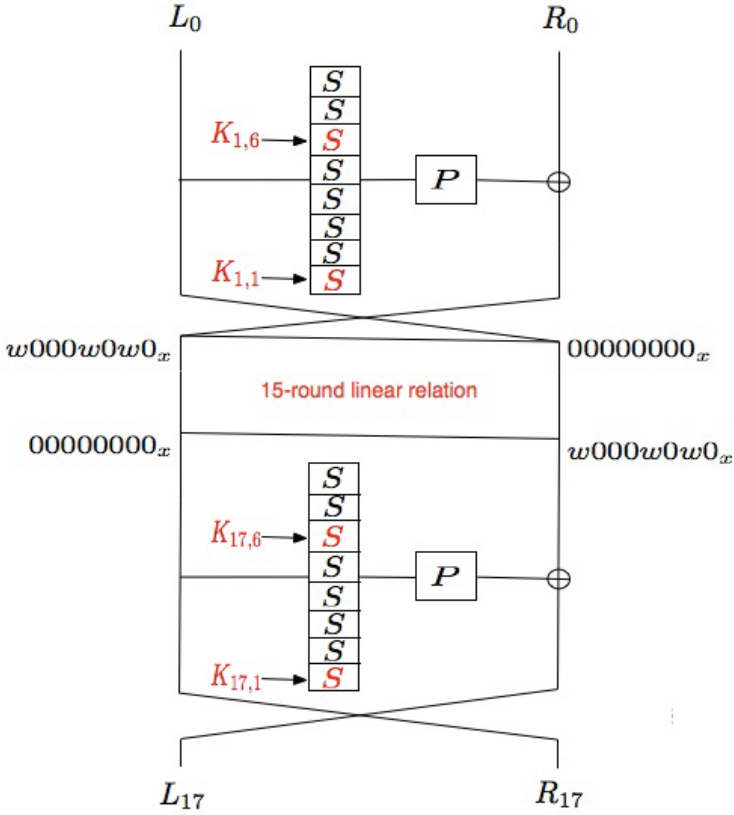 L₀ R₀
S
S
K₁,₆ S
S
P
S
S
S
K₁,₁ S
w000w0w0ₓ 00000000ₓ
15-round linear relation
00000000ₓ w000w0w0ₓ
S
S
K₁₇,₆ S
S
P
S
S
S
K₁₇,₁ S
L₁₇ R₁₇